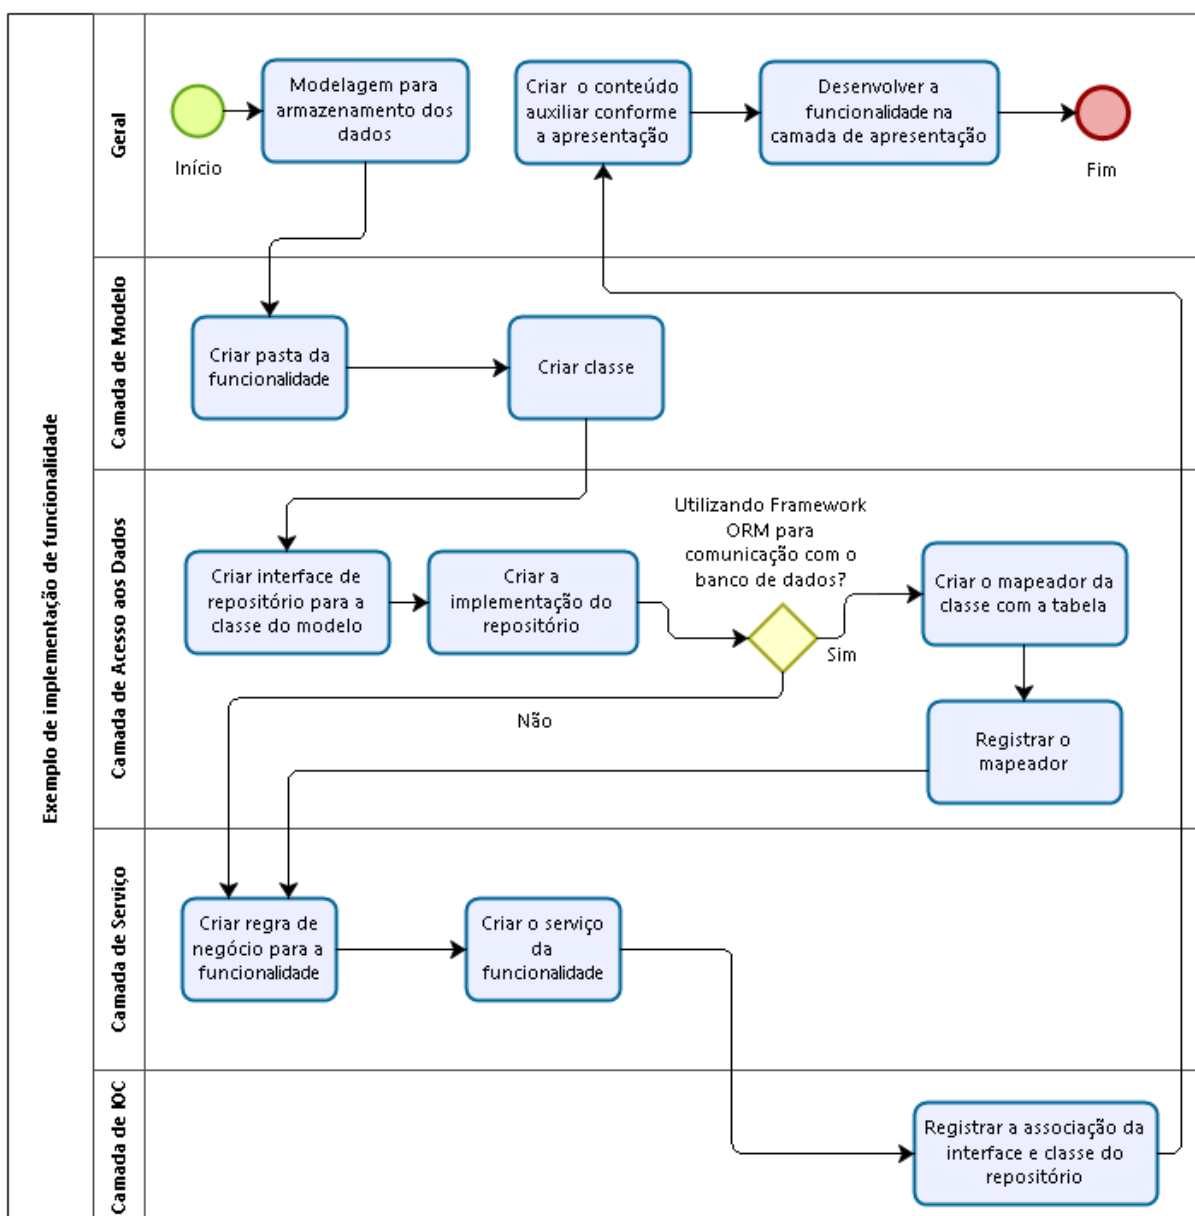 Exemplo de implementação de funcionalidade
Geral
Início
Modelagem para
armazenamento dos
dados
Criar o conteúdo
auxiliar conforme
a apresentação
Desenvolver a
funcionalidade na
camada de apresentação
Fim
Camada de Modelo
Criar pasta da
funcionalidade
Criar classe
Camada de Acesso aos Dados
Criar interface de
repositório para a
classe do modelo
Criar a
implementação do
repositório
Utilizando Framework
ORM para
comunicação com o
banco de dados?
Sim
Não
Criar o mapeador da
classe com a tabela
Registrar o
mapeador
Camada de Serviço
Criar regra de
negócio para a
funcionalidade
Criar o serviço
da
funcionalidade
Camada de IOC
Registrar a associação da
interface e classe do
repositório